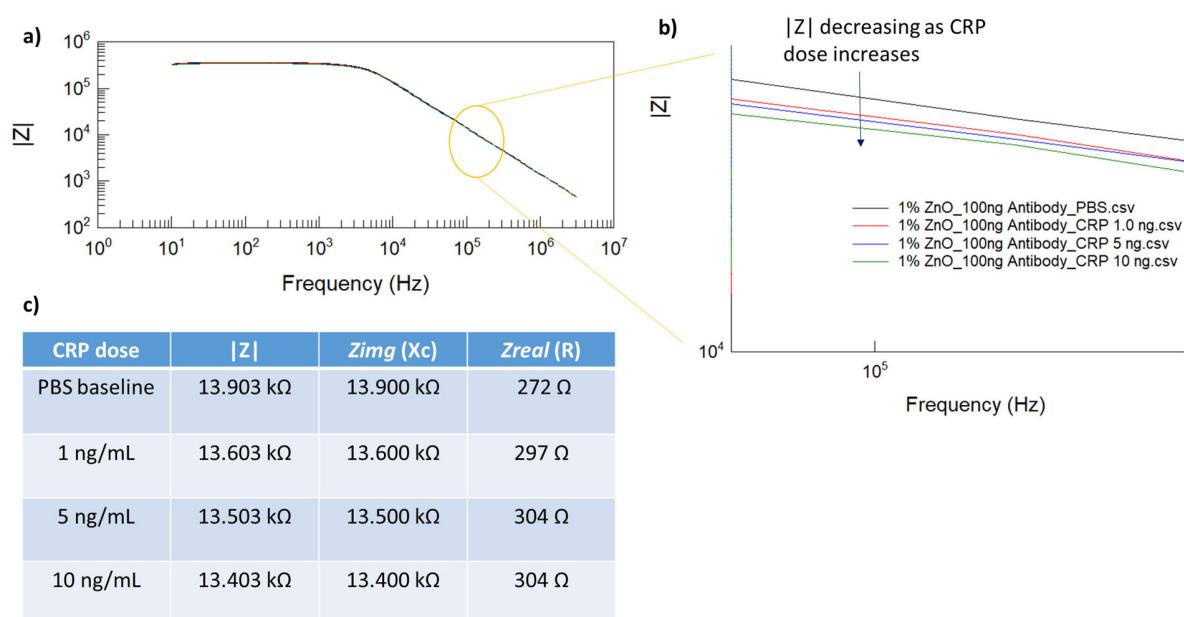 a)
10^6
10^5
10^4
10^3
10^2
|Z|
10^0 10^1 10^2 10^3 10^4 10^5 10^6 10^7
Frequency (Hz)
b)
|Z| decreasing as CRP
dose increases
|Z|
1% ZnO_100ng Antibody_PBS.csv
1% ZnO_100ng Antibody_CRP 1.0 ng.csv
1% ZnO_100ng Antibody_CRP 5 ng.csv
1% ZnO_100ng Antibody_CRP 10 ng.csv
10^4
10^5
Frequency (Hz)
c)
CRP dose |Z| Zimg (Xc) Zreal (R)
PBS baseline 13.903 kΩ 13.900 kΩ 272 Ω
1 ng/mL 13.603 kΩ 13.600 kΩ 297 Ω
5 ng/mL 13.503 kΩ 13.500 kΩ 304 Ω
10 ng/mL 13.403 kΩ 13.400 kΩ 304 Ω